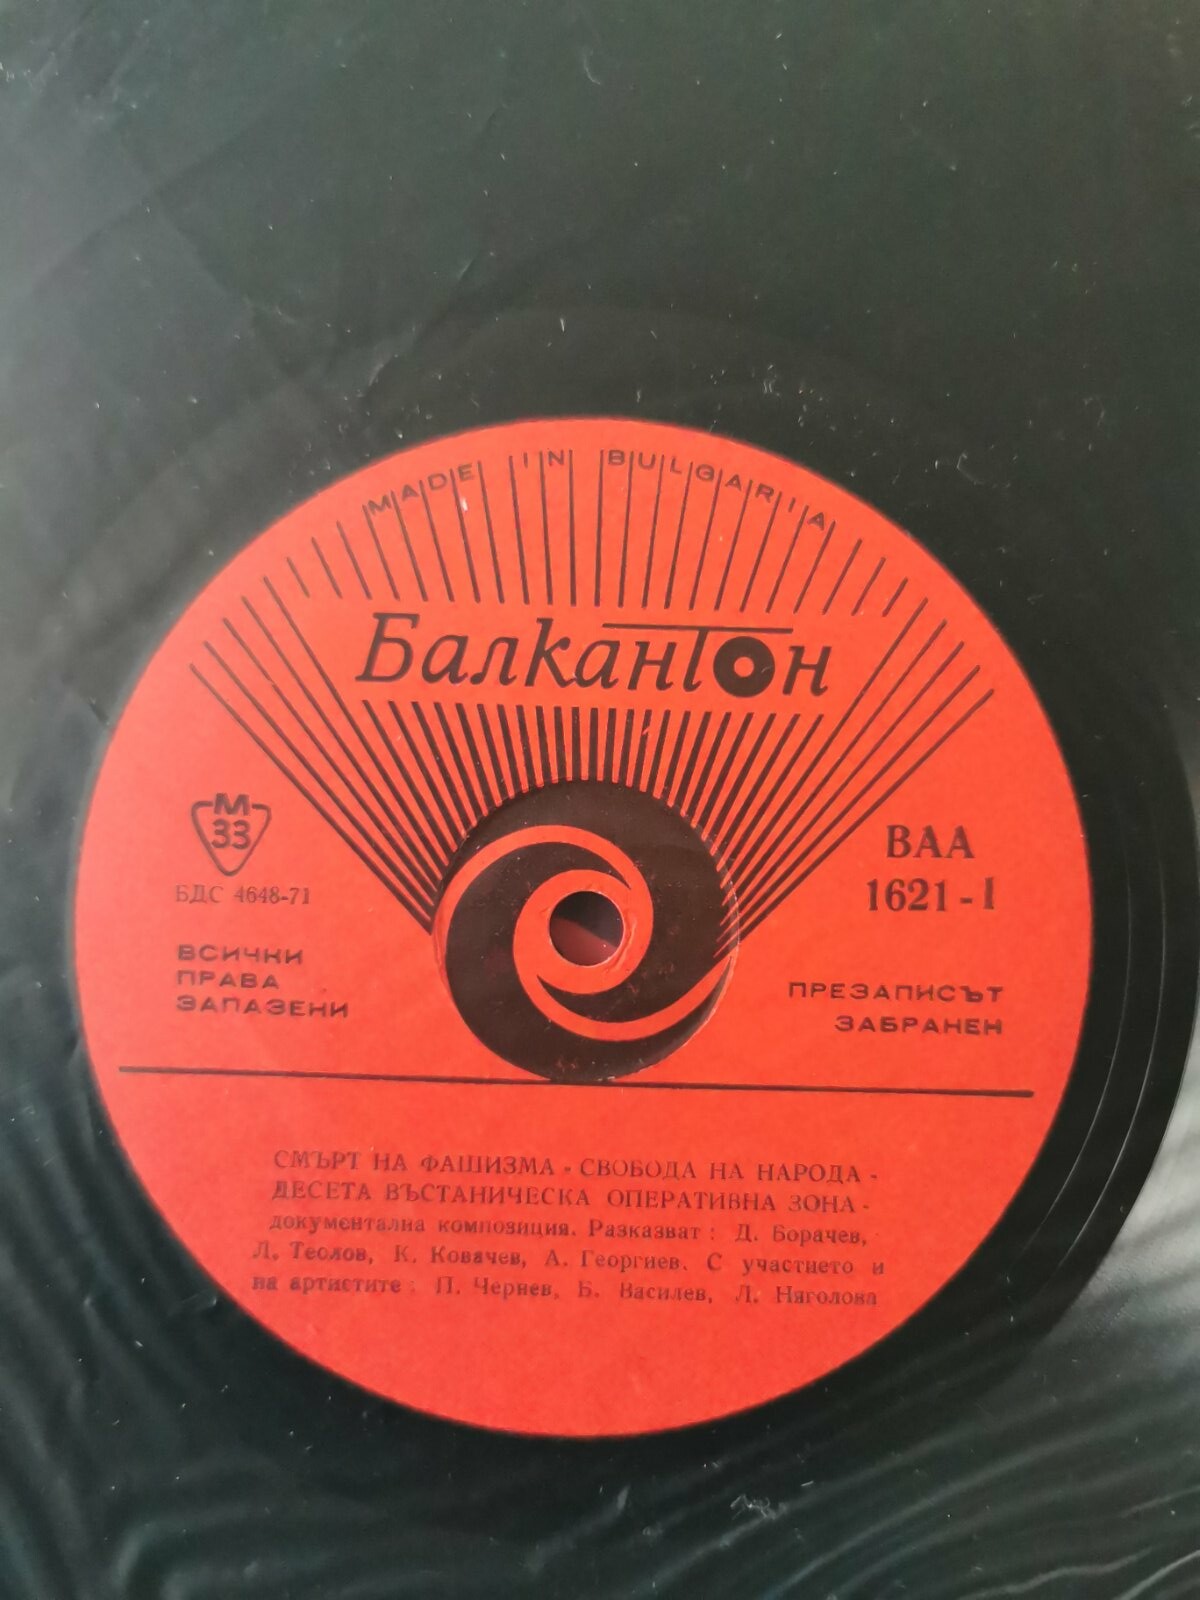 MADE IN BULGARIA
Балкантон
М
33
БДС 4648-71
ВСИЧКИ
ПРАВА
ЗАПАЗЕНИ
ВАА
1621-I
ПРЕЗАПИСЪТ
ЗАБРАНЕН
СМЪРТ НА ФАШИЗМА - СВОБОДА НА НАРОДА -
ДЕСЕТА ВЪСТАНИЧЕСКА ОПЕРАТИВНА ЗОНА -
документална композиция. Разказват: Д. Борачев,
Л. Теолов, К. Ковачев, А. Георгиев. С участието и
на артистите: П. Чернев, Б. Василев, Л. Няголова